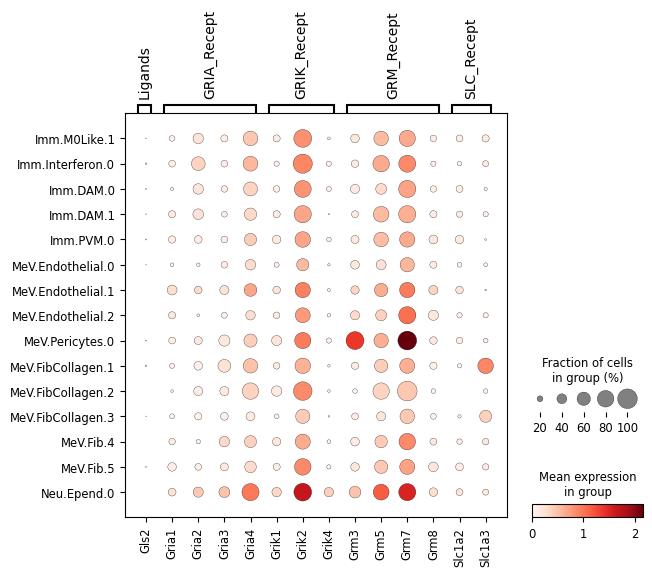 Ligands
GRIA_Recept
GRIK_Recept
GRM_Recept
SLC_Recept
Imm.M0Like.1
Imm.Interferon.0
Imm.DAM.0
Imm.DAM.1
Imm.PVM.0
MeV.Endothelial.0
MeV.Endothelial.1
MeV.Endothelial.2
MeV.Pericytes.0
MeV.FibCollagen.1
MeV.FibCollagen.2
MeV.FibCollagen.3
MeV.Fib.4
MeV.Fib.5
Neu.Epend.0
Gls2
Gria1
Gria2
Gria3
Gria4
Grik1
Grik2
Grik4
Grm3
Grm5
Grm7
Grm8
Slc1a2
Slc1a3
Fraction of cells
in group (%)
20 40 60 80 100
Mean expression
in group
0 1 2